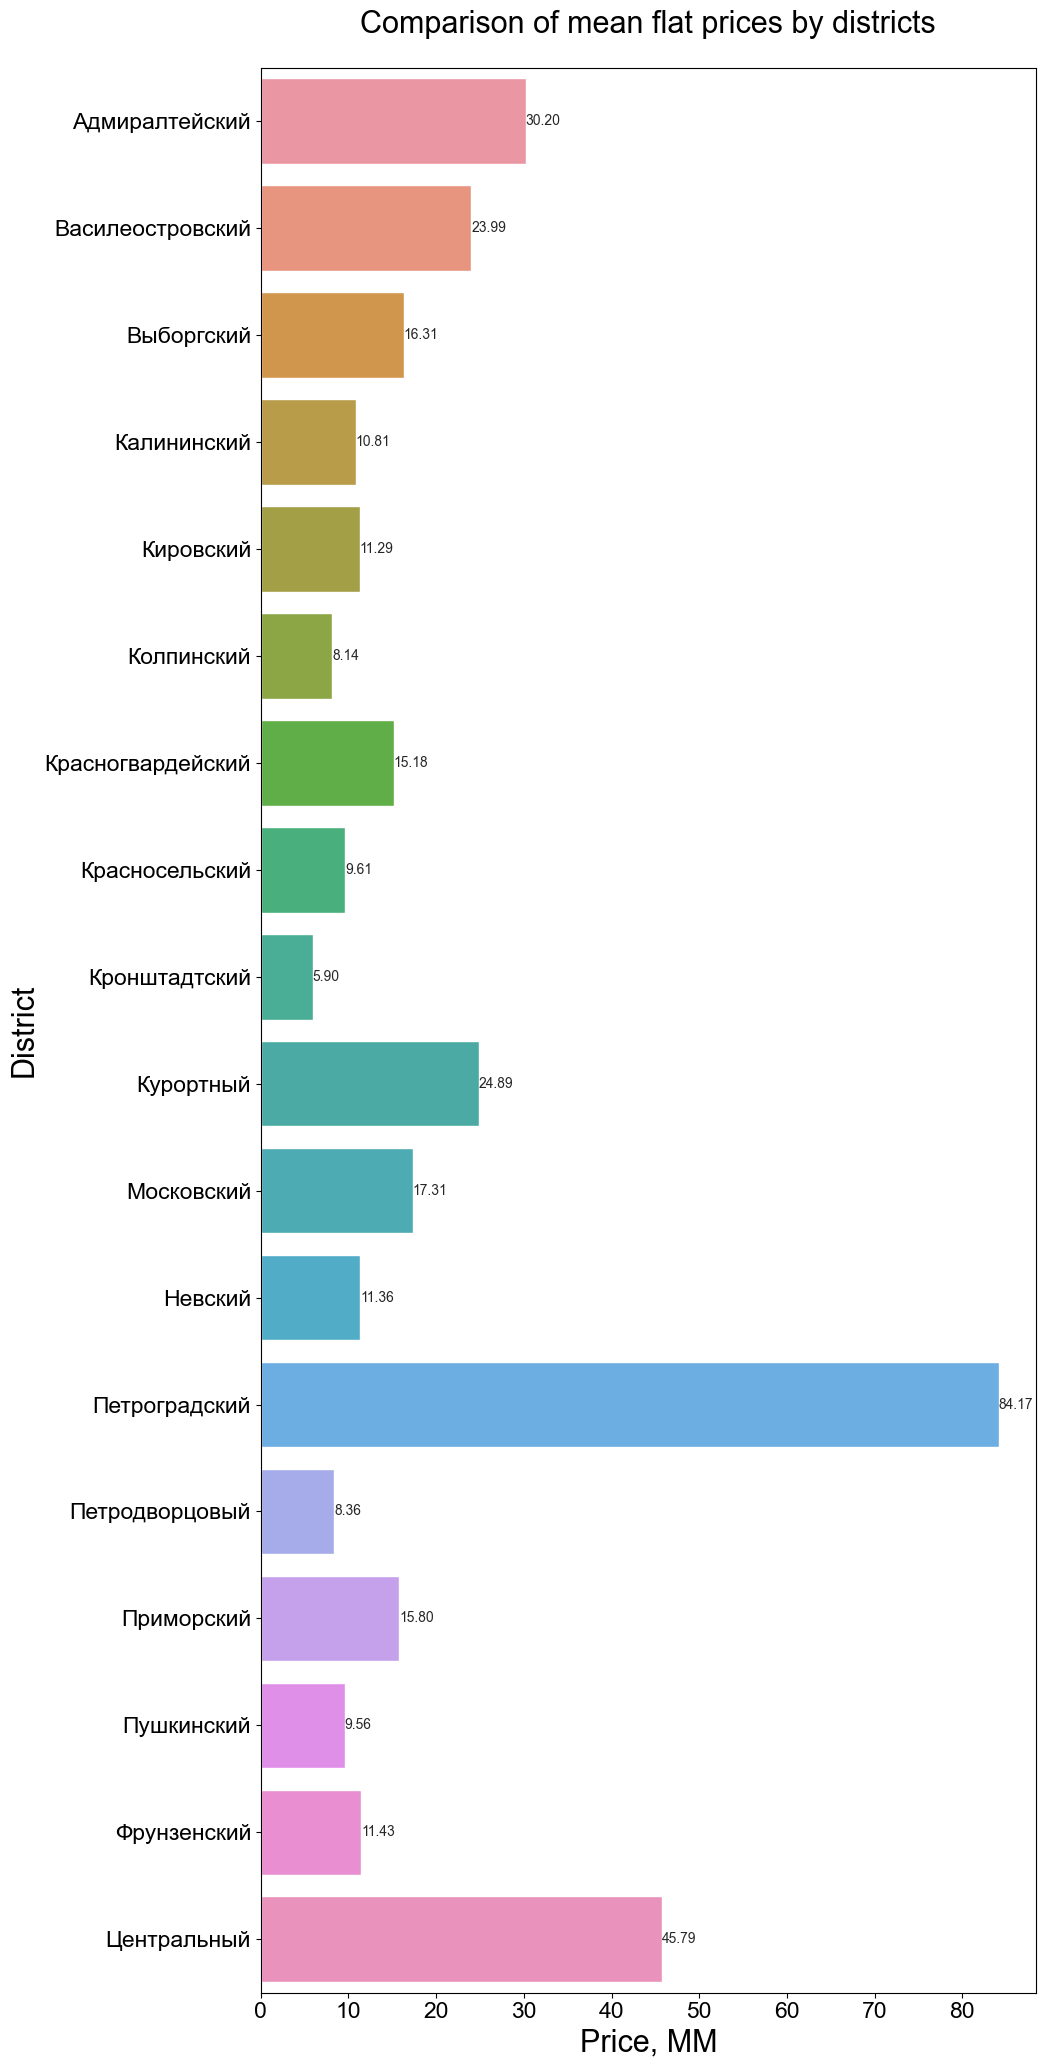 Comparison of mean flat prices by districts
Адмиралтейский 30.20
Василеостровский 23.99
Выборгский 16.31
Калининский 10.81
Кировский 11.29
Колпинский 8.14
Красногвардейский 15.18
Красносельский 9.61
Кронштадтский 5.90
District
Курортный 24.89
Московский 17.31
Невский 11.36
Петроградский 84.17
Петродворцовый 8.36
Приморский 15.80
Пушкинский 9.56
Фрунзенский 11.43
Центральный 45.79
0 10 20 30 40 50 60 70 80
Price, MM